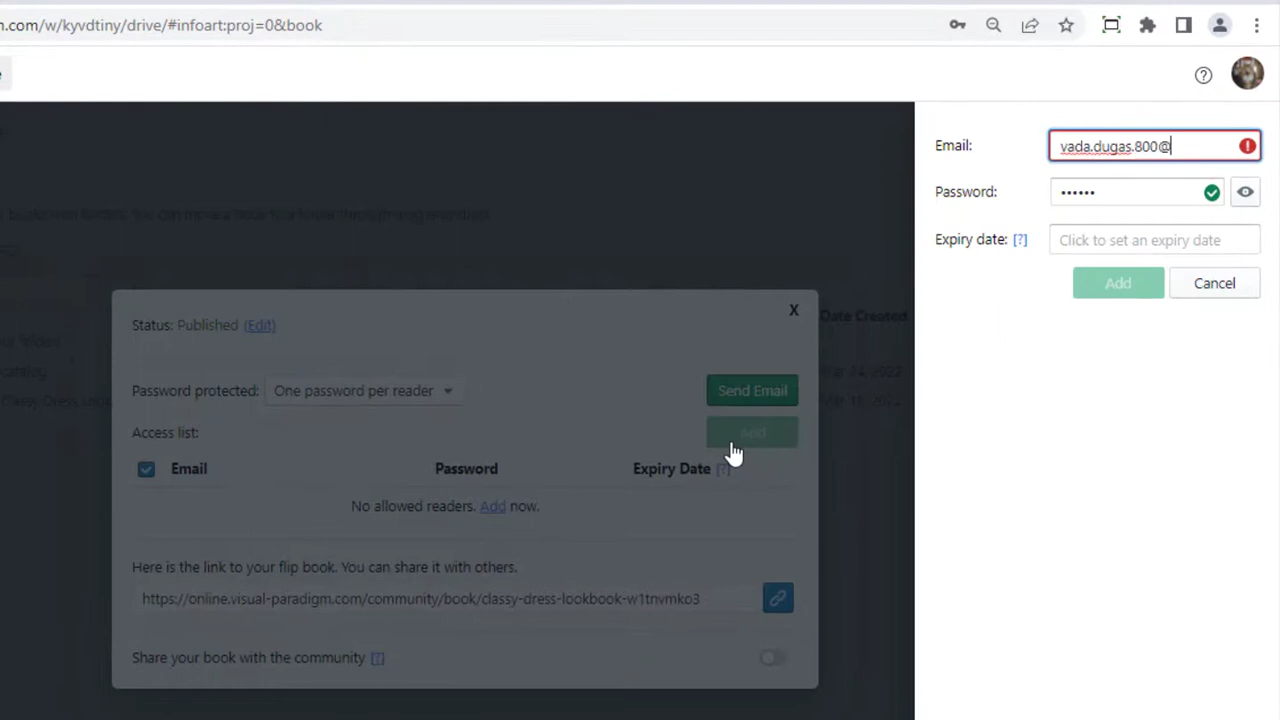 m.com/w/kyvdtiny/drive/#infoart:proj=0&book
Email: vada.dugas.800@
Password: ••••••
Expiry date: [?] Click to set an expiry date
Add Cancel
X
Status: Published (Edit)
Date Created
Password protected: One password per reader Send Email
Access list: Add
Email Password Expiry Date [?]
No allowed readers. Add now.
Here is the link to your flip book. You can share it with others.
https://online.visual-paradigm.com/community/book/classy-dress-lookbook-w1tnvmko3
Share your book with the community [?]